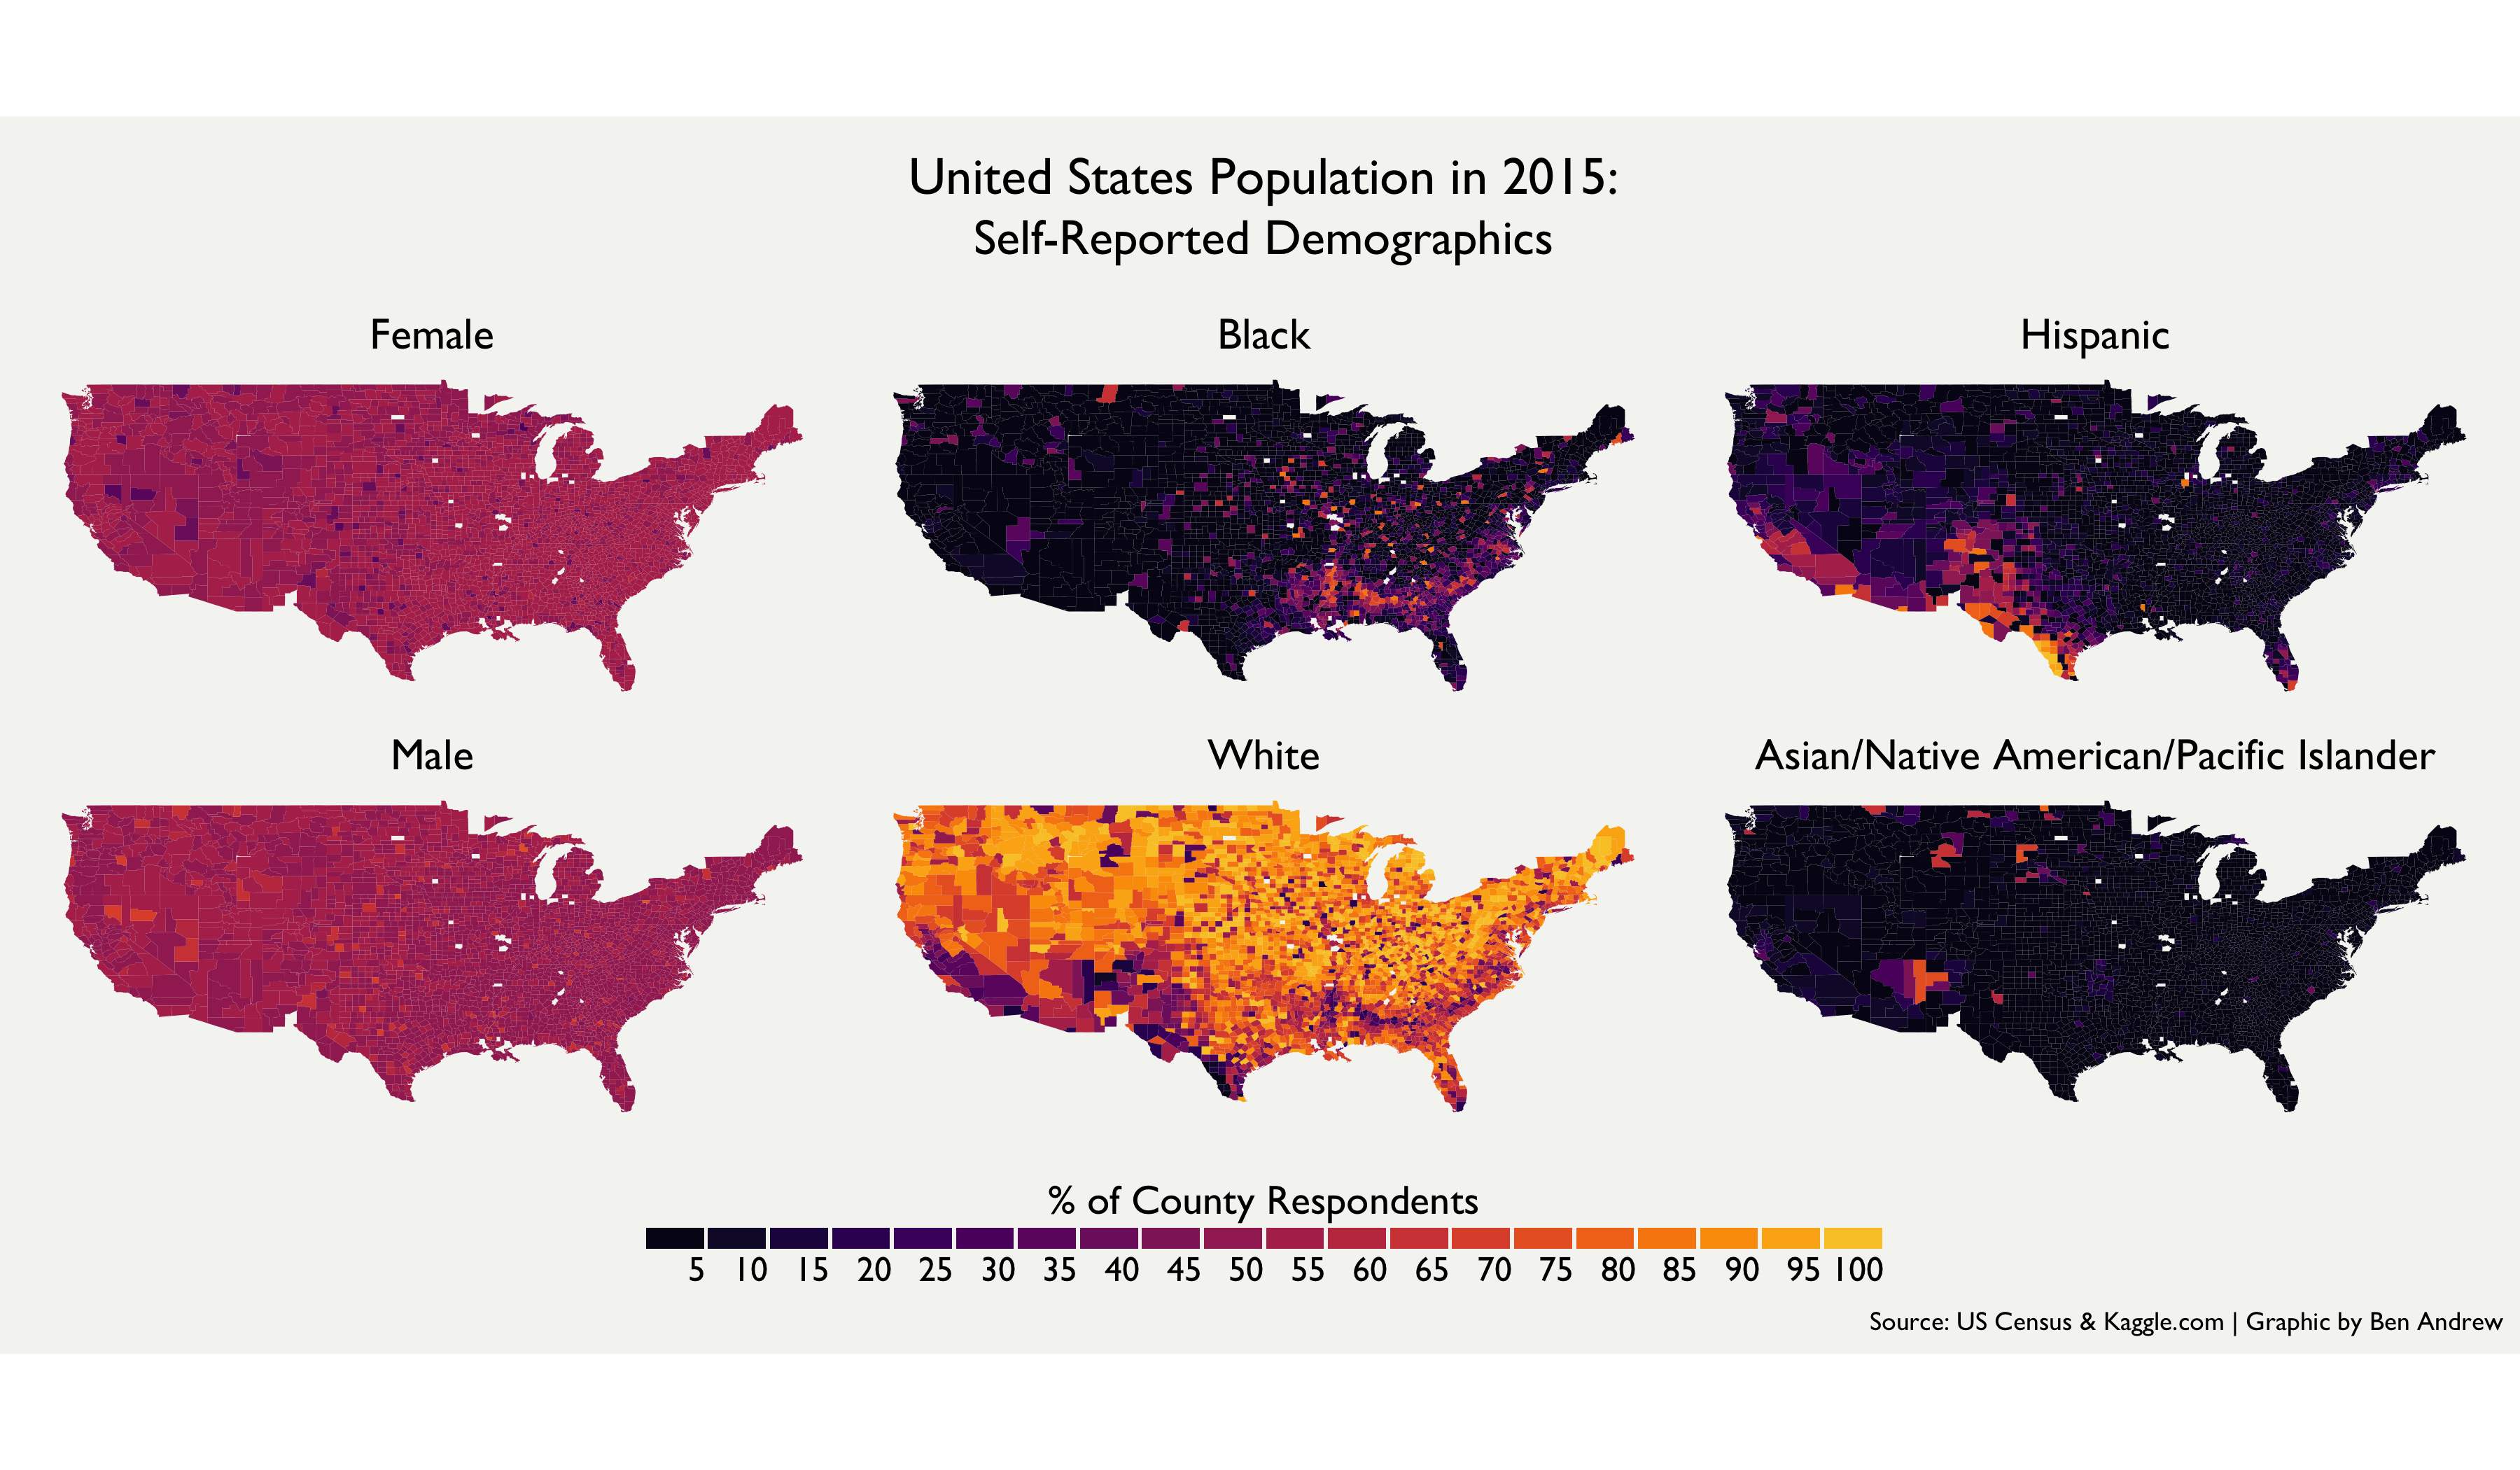 United States Population in 2015:
Self-Reported Demographics
Female
Black
Hispanic
Male
White
Asian/Native American/Pacific Islander
% of County Respondents
5 10 15 20 25 30 35 40 45 50 55 60 65 70 75 80 85 90 95 100
Source: US Census & Kaggle.com | Graphic by Ben Andrew